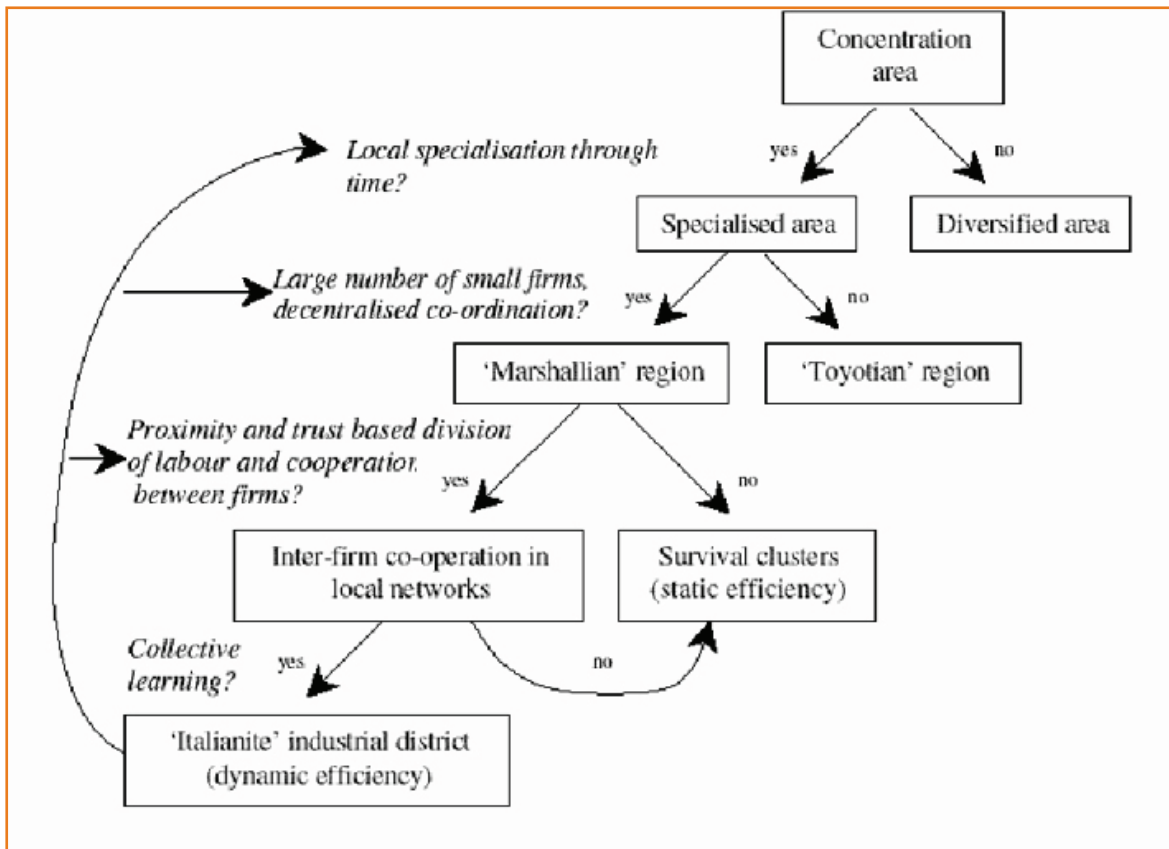 Concentration
area
yes
no
Local specialisation through
time?
Specialised area
Diversified area
Large number of small firms,
decentralised co-ordination?
yes
no
‘Marshallian’ region
‘Toyotian’ region
Proximity and trust based division
of labour and cooperation
between firms?
yes
no
Inter-firm co-operation in
local networks
Survival clusters
(static efficiency)
Collective
learning?
yes
no
‘Italianite’ industrial district
(dynamic efficiency)